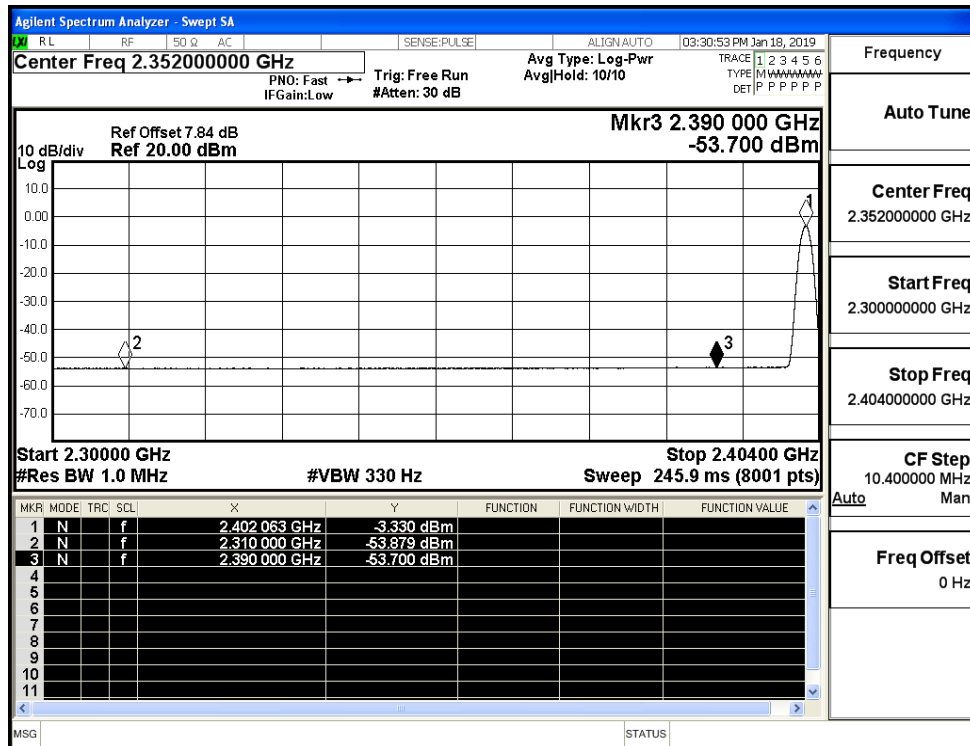 Agilent Spectrum Analyzer - Swept SA
LXI RL RF 50 Ω AC SENSE:PULSE ALIGN AUTO 03:30:53 PM Jan 18, 2019
Center Freq 2.352000000 GHz
PNO: Fast
IFGain:Low
Trig: Free Run
#Atten: 30 dB
Avg Type: Log-Pwr
Avg|Hold: 10/10
TRACE 1 2 3 4 5 6
TYPE M WWWWW
DET P P P P P P
Mkr3 2.390 000 GHz
-53.700 dBm
Ref Offset 7.84 dB
10 dB/div Ref 20.00 dBm
Log
10.0
0.00
-10.0
-20.0
-30.0
-40.0
-50.0
-60.0
-70.0
1
2
3
Start 2.30000 GHz Stop 2.40400 GHz
#Res BW 1.0 MHz #VBW 330 Hz Sweep 245.9 ms (8001 pts)
MKR MODE TRC SCL X Y FUNCTION FUNCTION WIDTH FUNCTION VALUE
1 N f 2.402 063 GHz -3.330 dBm
2 N f 2.310 000 GHz -53.879 dBm
3 N f 2.390 000 GHz -53.700 dBm
4
5
6
7
8
9
10
11
MSG STATUS
Frequency
Auto Tune
Center Freq
2.352000000 GHz
Start Freq
2.300000000 GHz
Stop Freq
2.404000000 GHz
CF Step
10.400000 MHz
Auto Man
Freq Offset
0 Hz